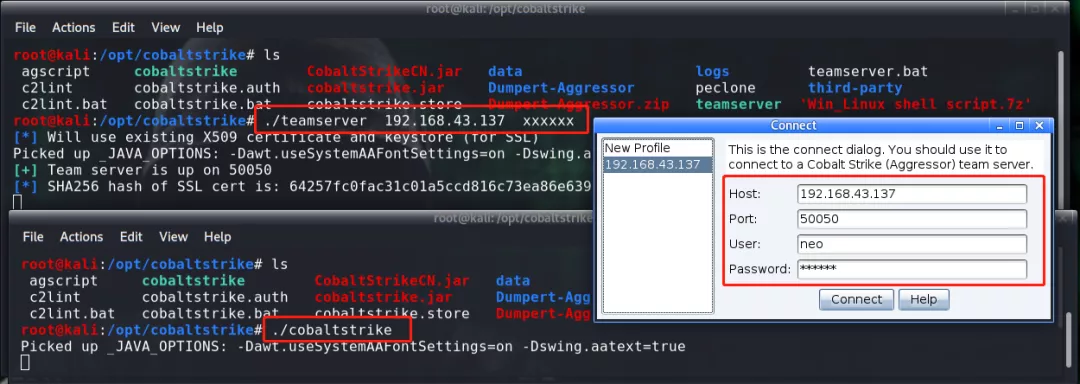 root@kali: /opt/cobaltstrike
File Actions Edit View Help
root@kali:/opt/cobaltstrike# ls
agscript cobaltstrike CobaltStrikeCN.jar data logs teamserver.bat
c2lint cobaltstrike.auth cobaltstrike.jar Dumpert-Aggressor peclone third-party
c2lint.bat cobaltstrike.bat cobaltstrike.store Dumpert-Aggressor.zip teamserver 'Win_Linux shell script.7z'
root@kali:/opt/cobaltstrike# ./teamserver 192.168.43.137 xxxxxx
[*] Will use existing X509 certificate and keystore (for SSL)
Picked up _JAVA_OPTIONS: -Dawt.useSystemAAFontSettings=on -Dswing.a
[+] Team server is up on 50050
[*] SHA256 hash of SSL cert is: 64257fc0fac31c01a5ccd816c73ea86e639
Connect
New Profile
192.168.43.137
This is the connect dialog. You should use it to
connect to a Cobalt Strike (Aggressor) team server.
Host: 192.168.43.137
Port: 50050
User: neo
Password: ******
Connect Help
root@kali: /opt/cobaltstrike
File Actions Edit View Help
root@kali:/opt/cobaltstrike# ls
agscript cobaltstrike CobaltStrikeCN.jar data
c2lint cobaltstrike.auth cobaltstrike.jar Dumpert-Agg
c2lint.bat cobaltstrike.bat cobaltstrike.store Dumpert-Agg
root@kali:/opt/cobaltstrike# ./cobaltstrike
Picked up _JAVA_OPTIONS: -Dawt.useSystemAAFontSettings=on -Dswing.aatext=true